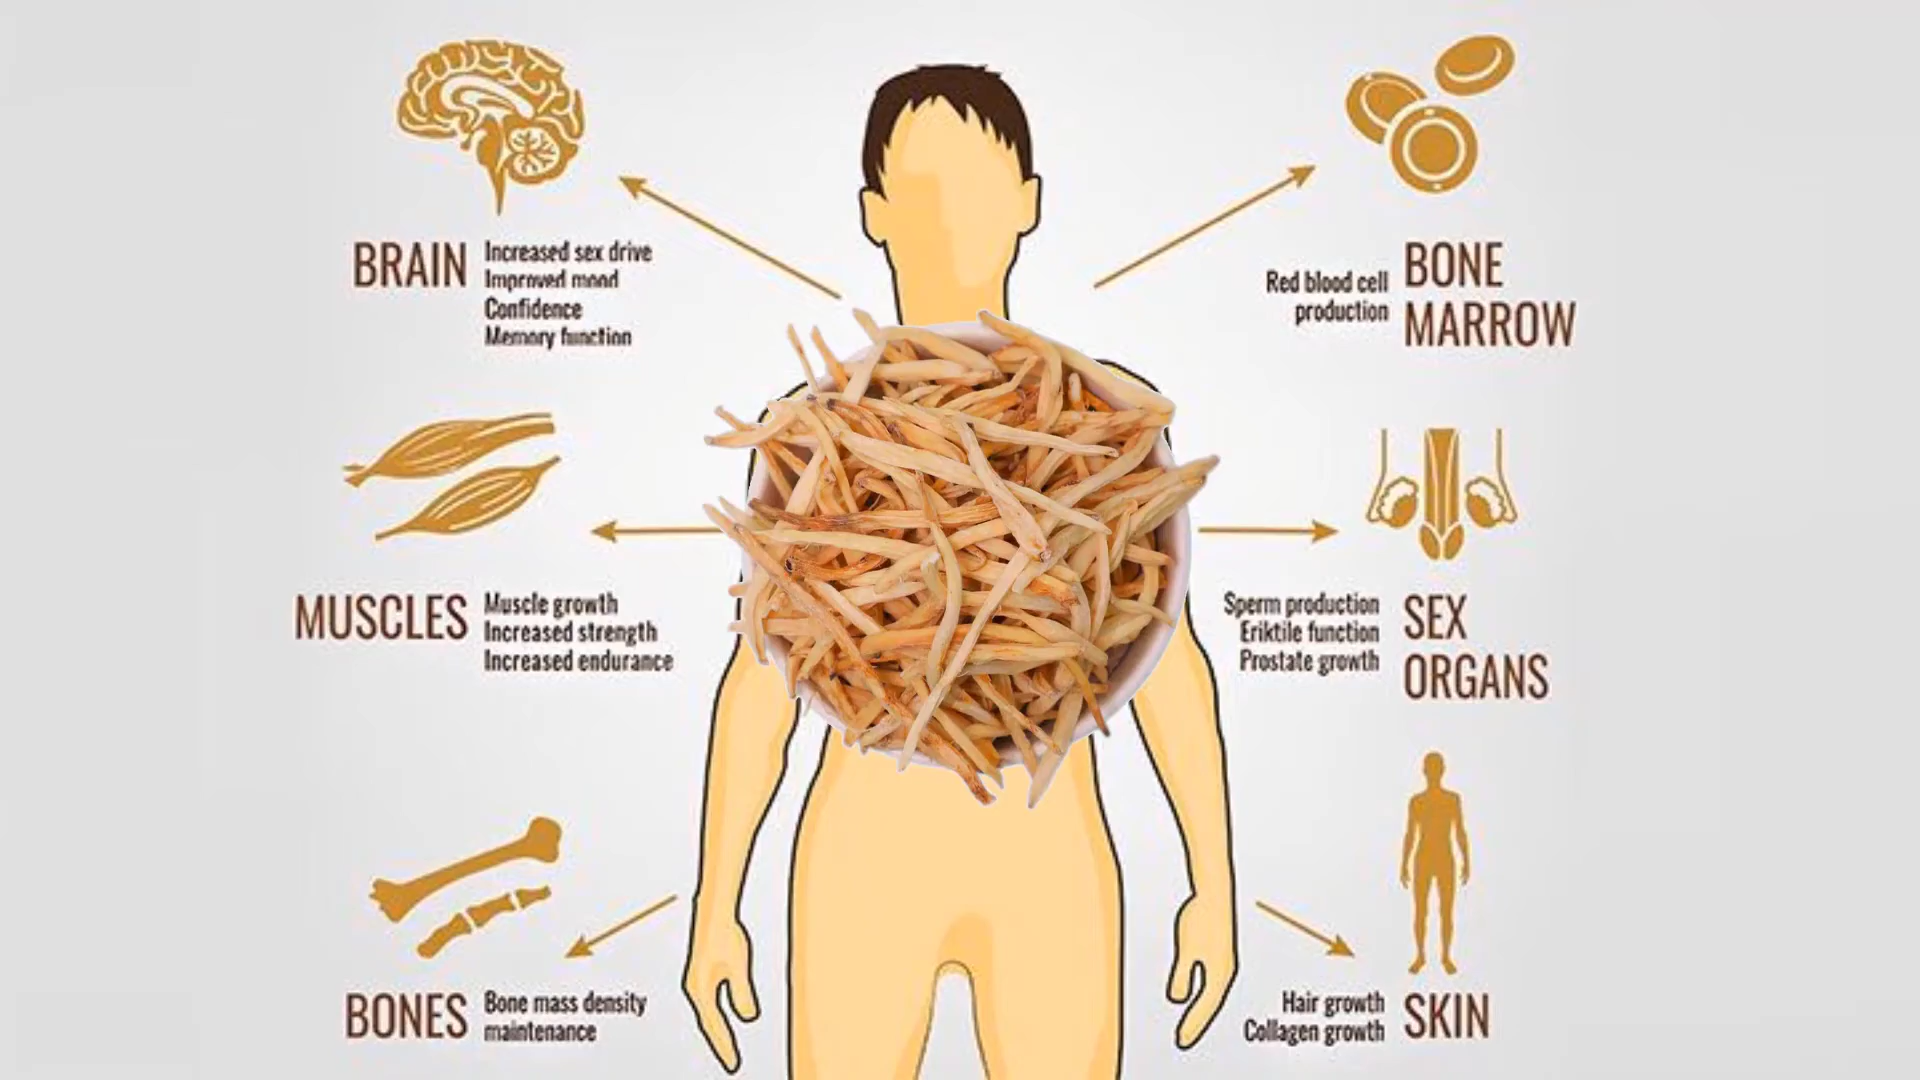 BRAIN
Increased sex drive
Improved mood
Confidence
Memory function
BONE
MARROW
Red blood cell
production
MUSCLES
Muscle growth
Increased strength
Increased endurance
SEX
ORGANS
Sperm production
Eriktile function
Prostate growth
BONES
Bone mass density
maintenance
SKIN
Hair growth
Collagen growth